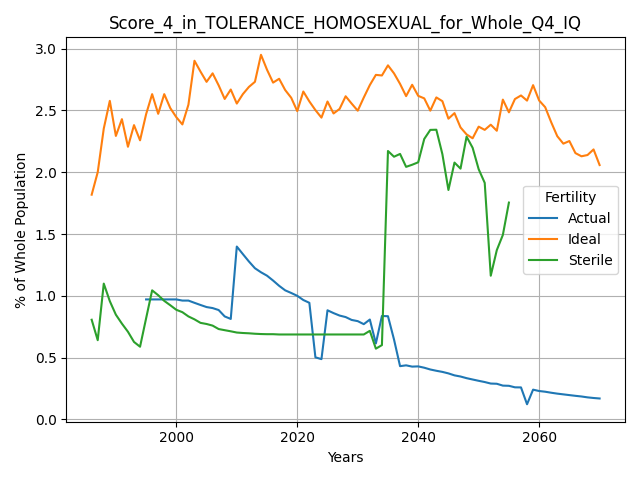 Score_4_in_TOLERANCE_HOMOSEXUAL_for_Whole_Q4_IQ
3.0
2.5
2.0
1.5
1.0
0.5
0.0
% of Whole Population
Fertility
Actual
Ideal
Sterile
2000
2020
2040
2060
Years